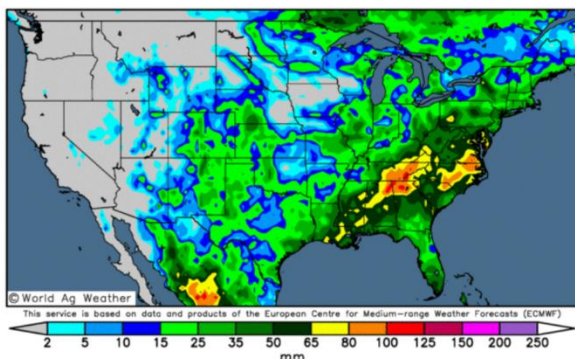 © World Ag Weather
This service is based on data and products of the European Centre for Medium-range Weather Forecasts (ECMWF)
2 5 10 15 25 35 50 65 80 100 125 150 200 250
mm